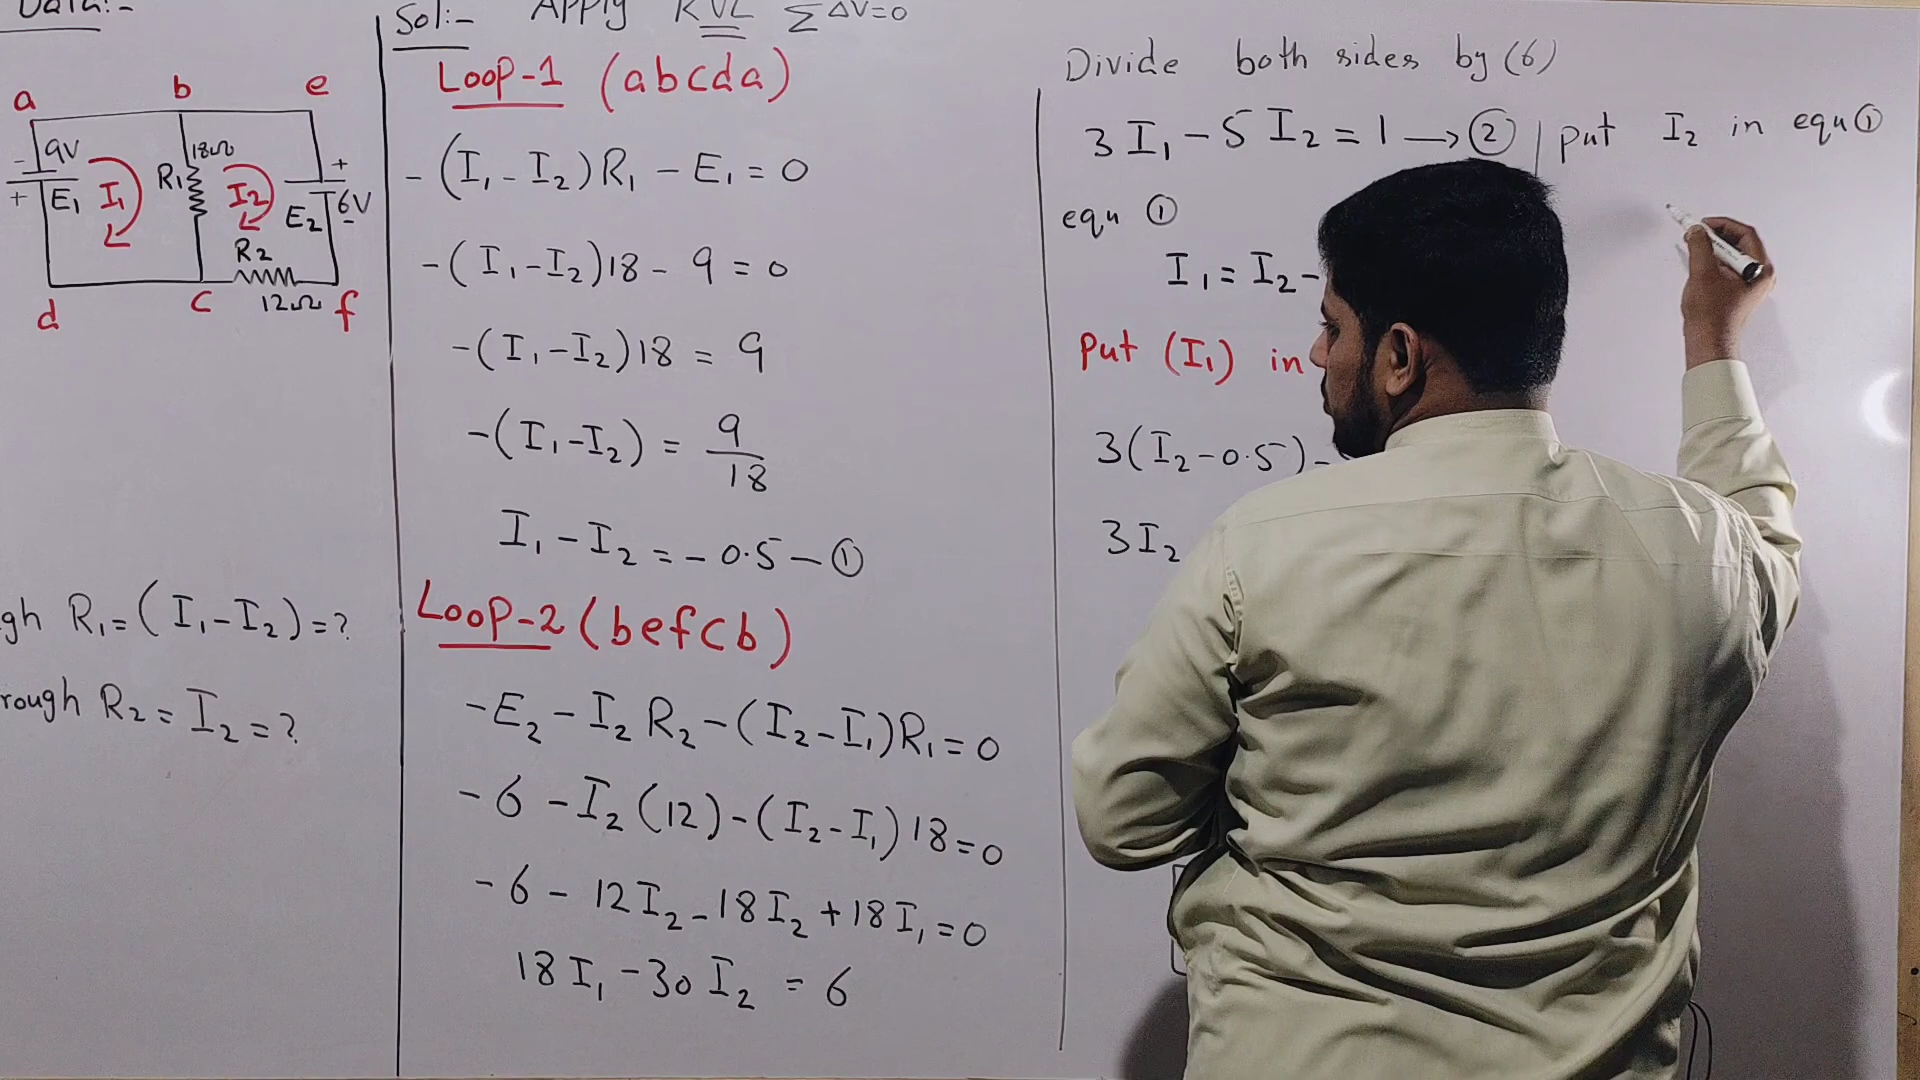 Data:-
a b e
- 9V
+ E₁ I₁
R₁ 18Ω I₂
+
E₂ 6V
-
R₂
12Ω
d c f
R₁ = (I₁ - I₂) = ?
R₂ = I₂ = ?
Sol:- Apply KVL ΣΔV=0
Loop-1 (abcda)
-(I₁ - I₂)R₁ - E₁ = 0
-(I₁ - I₂)18 - 9 = 0
-(I₁ - I₂)18 = 9
-(I₁ - I₂) = 9/18
I₁ - I₂ = - 0.5 - ①
Loop-2 (befcb)
-E₂ - I₂R₂ - (I₂ - I₁)R₁ = 0
-6 - I₂(12) - (I₂ - I₁)18 = 0
-6 - 12I₂ - 18I₂ + 18I₁ = 0
18I₁ - 30I₂ = 6
Divide both sides by (6)
3I₁ - 5I₂ = 1 → ②
equ ①
I₁ = I₂ -
Put (I₁) in
3(I₂ - 0.5) -
3I₂
put I₂ in equ ①